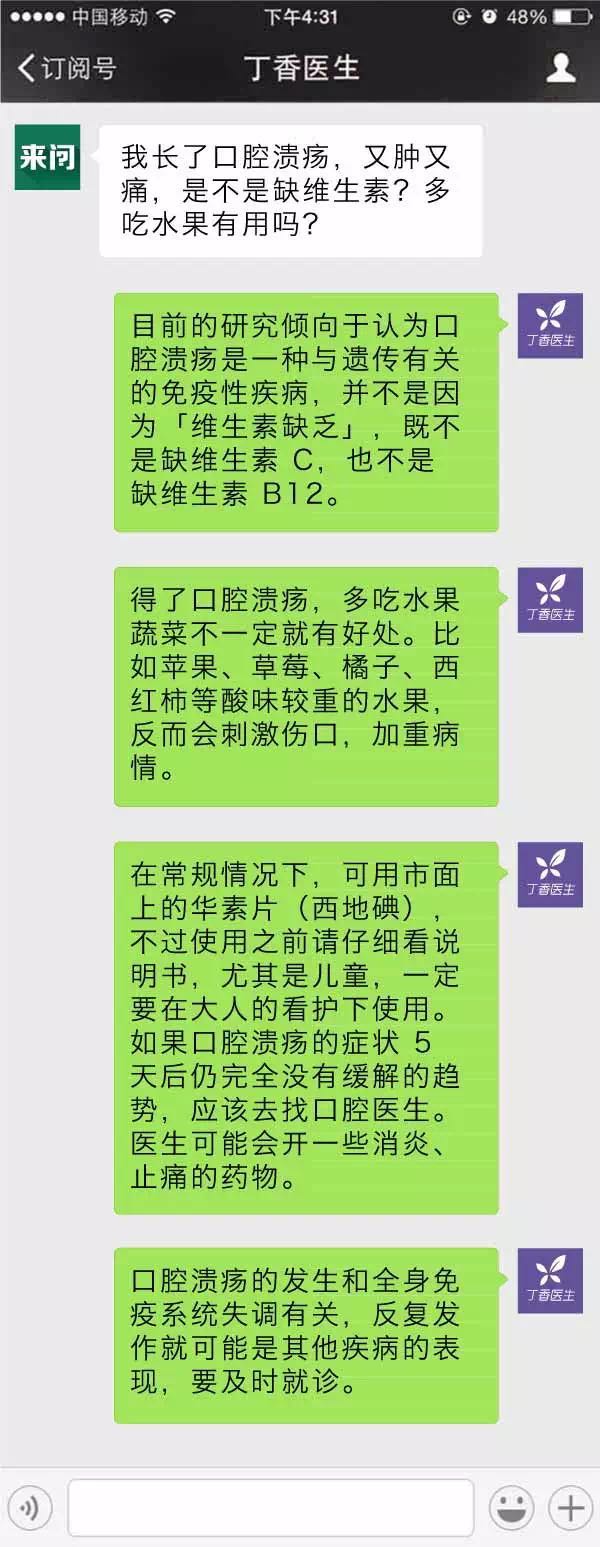 中国移动 下午4:31 48%
订阅号 丁香医生
来问
我长了口腔溃疡，又肿又
痛，是不是缺维生素？多
吃水果有用吗？
丁香医生
目前的研究倾向于认为口
腔溃疡是一种与遗传有关
的免疫性疾病，并不是因
为「维生素缺乏」，既不
是缺维生素 C，也不是
缺维生素 B12。
丁香医生
得了口腔溃疡，多吃水果
蔬菜不一定就有好处。比
如苹果、草莓、橘子、西
红柿等酸味较重的水果，
反而会刺激伤口，加重病
情。
丁香医生
在常规情况下，可用市面
上的华素片（西地碘），
不过使用之前请仔细看说
明书，尤其是儿童，一定
要在大人的看护下使用。
如果口腔溃疡的症状 5
天后仍完全没有缓解的趋
势，应该去找口腔医生。
医生可能会开一些消炎、
止痛的药物。
丁香医生
口腔溃疡的发生和全身免
疫系统失调有关，反复发
作就可能是其他疾病的表
现，要及时就诊。